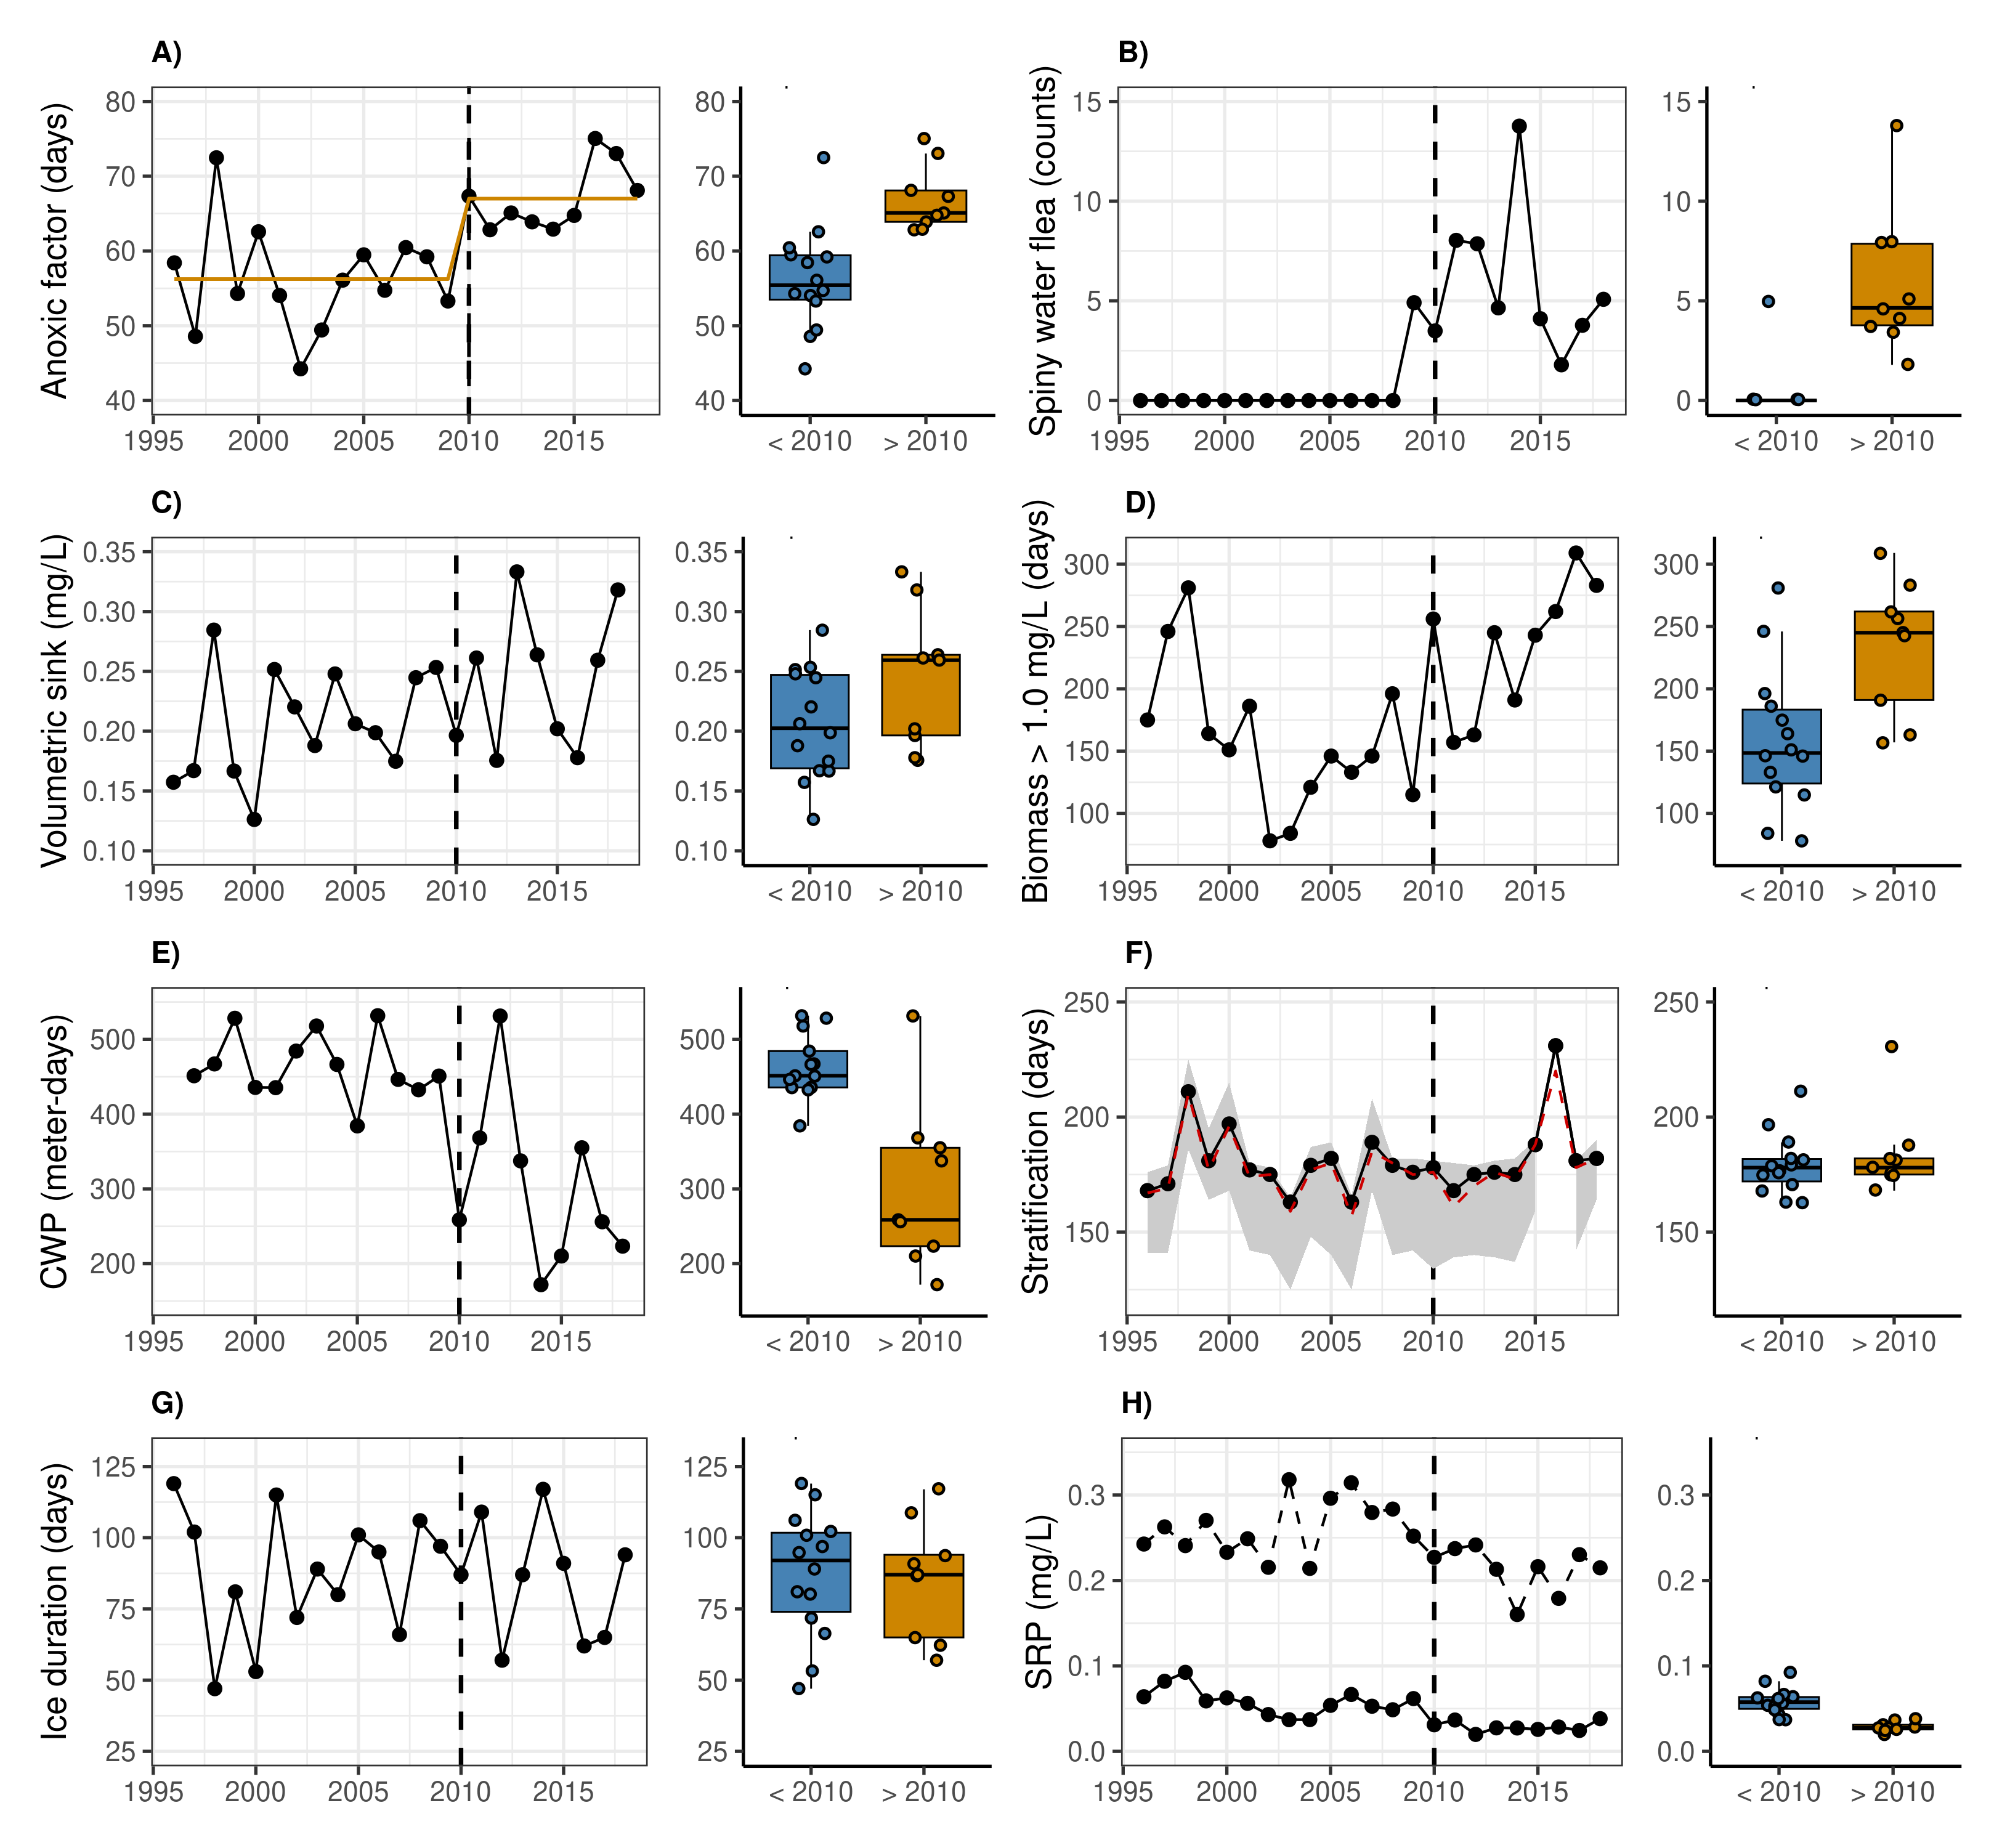 A)
B)
Anoxic factor (days)
80
70
60
50
40
1995 2000 2005 2010 2015
80
70
60
50
40
< 2010 > 2010
Spiny water flea (counts)
15
10
5
0
1995 2000 2005 2010 2015
15
10
5
0
< 2010 > 2010
C)
D)
Volumetric sink (mg/L)
0.35
0.30
0.25
0.20
0.15
0.10
1995 2000 2005 2010 2015
0.35
0.30
0.25
0.20
0.15
0.10
< 2010 > 2010
Biomass > 1.0 mg/L (days)
300
250
200
150
100
1995 2000 2005 2010 2015
300
250
200
150
100
< 2010 > 2010
E)
F)
CWP (meter-days)
500
400
300
200
1995 2000 2005 2010 2015
500
400
300
200
< 2010 > 2010
Stratification (days)
250
200
150
1995 2000 2005 2010 2015
250
200
150
< 2010 > 2010
G)
H)
Ice duration (days)
125
100
75
50
25
1995 2000 2005 2010 2015
125
100
75
50
25
< 2010 > 2010
SRP (mg/L)
0.3
0.2
0.1
0.0
1995 2000 2005 2010 2015
0.3
0.2
0.1
0.0
< 2010 > 2010